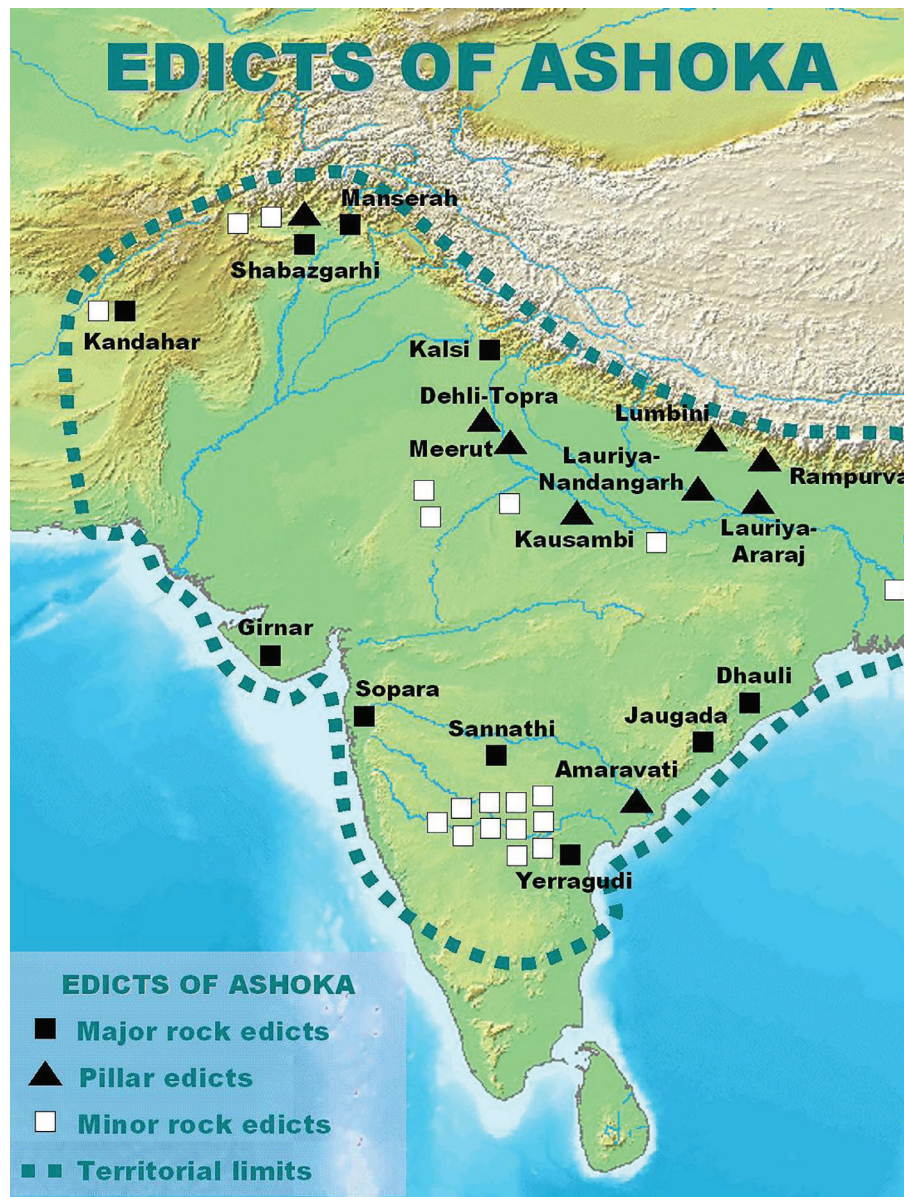 EDICTS OF ASHOKA
Manserah
Shabazgarhi
Kandahar
Kalsi
Dehli-Topra
Lumbini
Meerut
Lauriya-
Nandangarh
Rampurva
Kausambi
Lauriya-
Araraj
Girnar
Sopara
Dhauli
Jaugada
Sannathi
Amaravati
Yerragudi
EDICTS OF ASHOKA
Major rock edicts
Pillar edicts
Minor rock edicts
Territorial limits